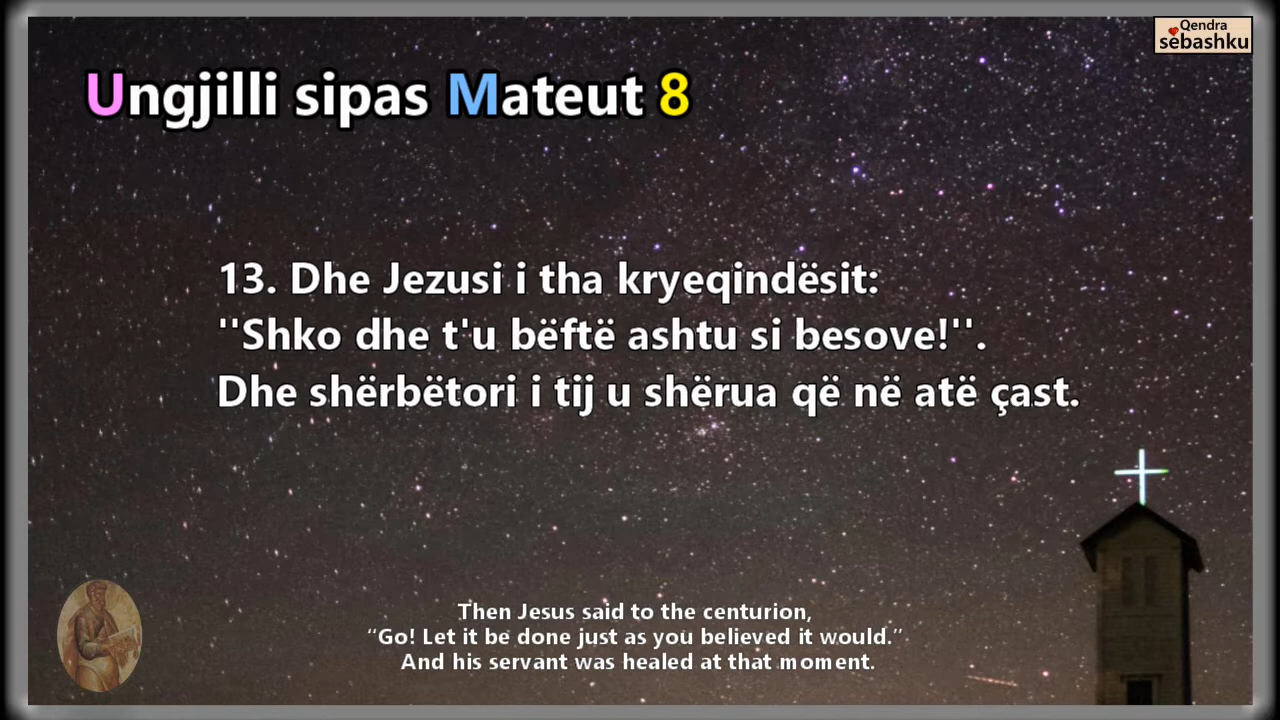 Qendra
sebashku
Ungjilli sipas Mateut 8
13. Dhe Jezusi i tha kryeqindësit:
''Shko dhe t'u bëftë ashtu si besove!''.
Dhe shërbëtori i tij u shërua që në atë çast.
Then Jesus said to the centurion,
“Go! Let it be done just as you believed it would.”
And his servant was healed at that moment.